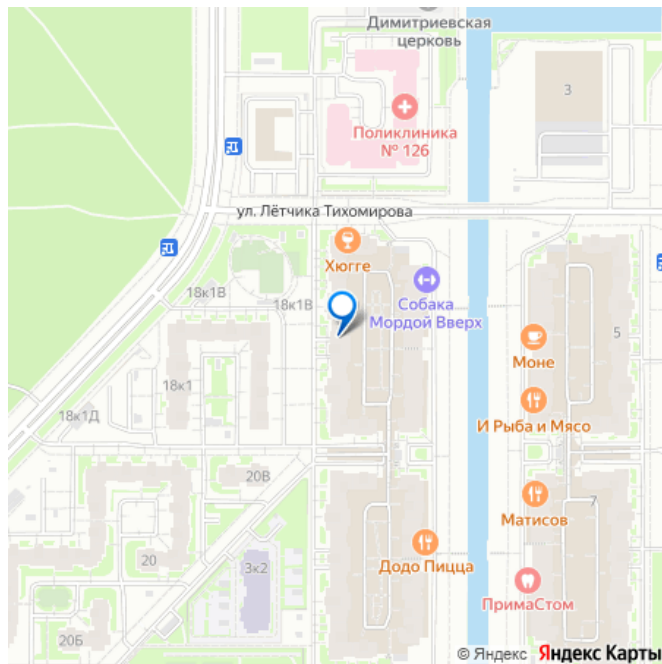 Димитриевская
церковь
3
Поликлиника
№ 126
ул. Лётчика Тихомирова
Хюгге
18к1В
18к1В
Собака
Мордой Вверх
5
Моне
18к1
18к1Д
И Рыба и Мясо
20В
7
Матисов
20
3к2
Додо Пицца
ПримаСтом
20Б
© Яндекс Яндекс Карты